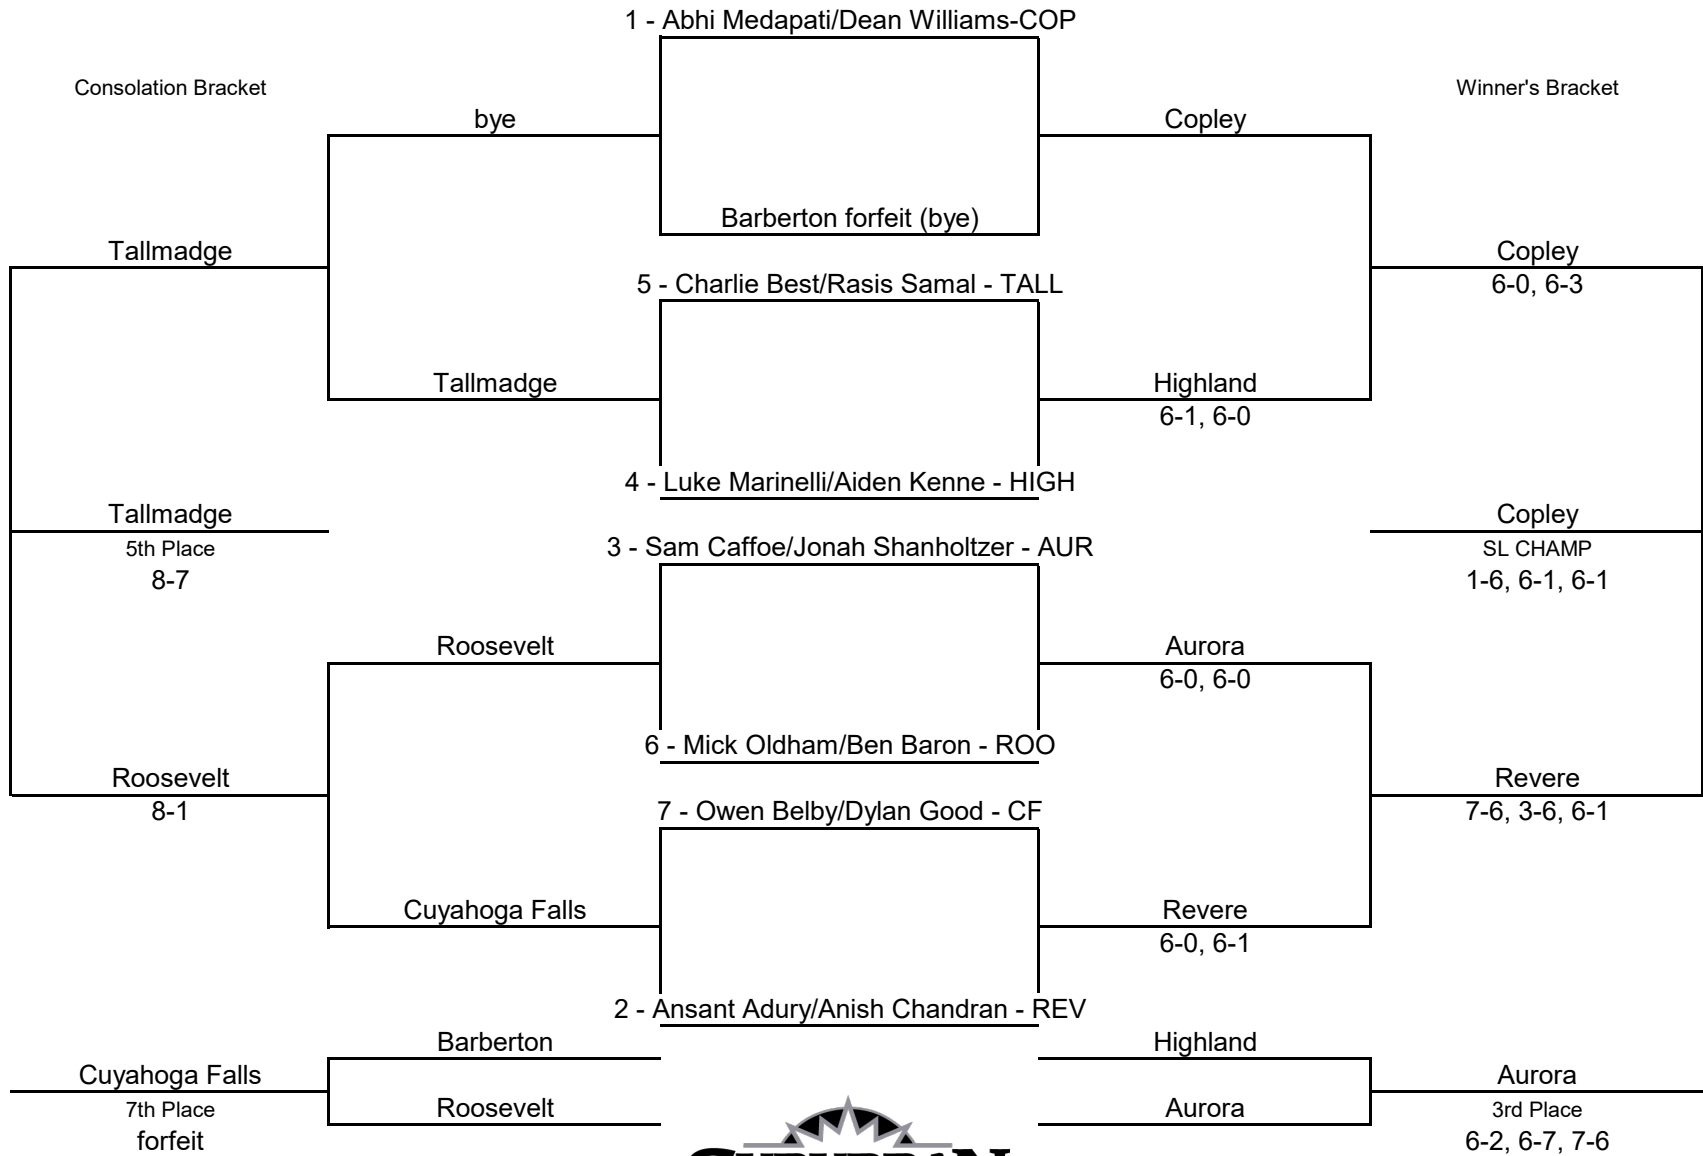 1 - Abhi Medapati/Dean Williams-COP
Consolation Bracket
Winner's Bracket
bye
Copley
Barberton forfeit (bye)
Tallmadge
Copley
5 - Charlie Best/Rasis Samal - TALL
6-0, 6-3
Tallmadge
Highland
6-1, 6-0
4 - Luke Marinelli/Aiden Kenne - HIGH
Tallmadge
Copley
5th Place
3 - Sam Caffoe/Jonah Shanholtzer - AUR
SL CHAMP
8-7
1-6, 6-1, 6-1
Roosevelt
Aurora
6-0, 6-0
6 - Mick Oldham/Ben Baron - ROO
Roosevelt
Revere
8-1
7 - Owen Belby/Dylan Good - CF
7-6, 3-6, 6-1
Cuyahoga Falls
Revere
6-0, 6-1
2 - Ansant Adury/Anish Chandran - REV
Barberton
Highland
Cuyahoga Falls
Aurora
7th Place
Roosevelt
Aurora
3rd Place
forfeit
6-2, 6-7, 7-6
SUBURBAN